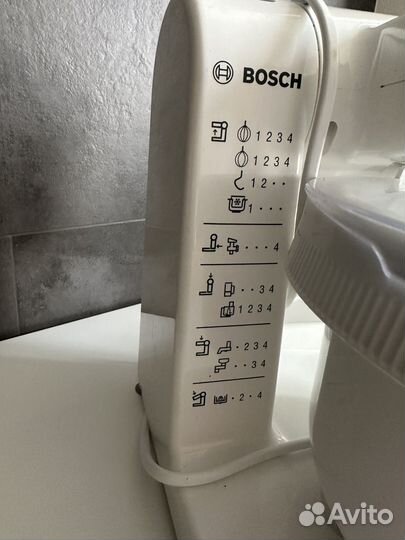 BOSCH
1 2 3 4
1 2 3 4
1 2 · ·
1 · · ·
· · · 4
· · 3 4
1 2 3 4
· 2 3 4
· · 3 4
· 2 · 4
Avito